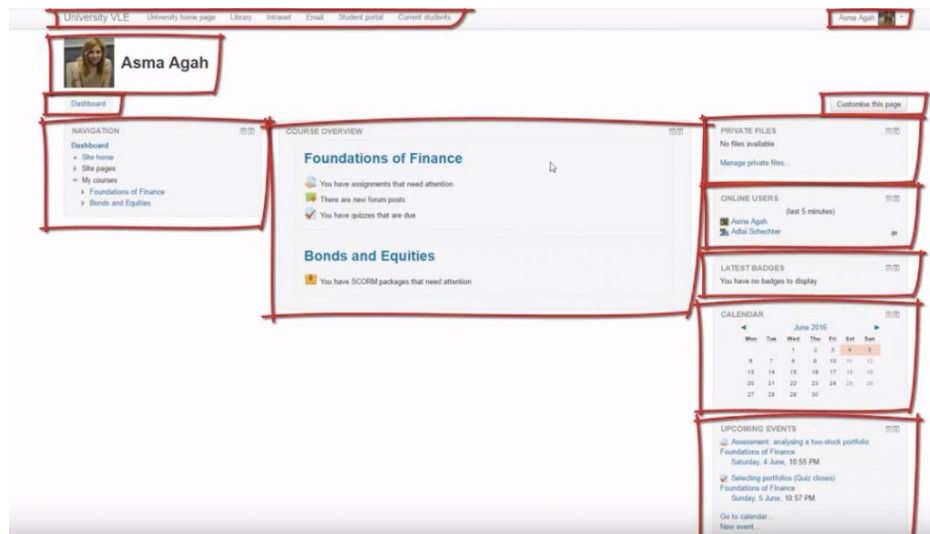 University VLE University home page Library Intranet Email Student portal Current students Asma Agah
Asma Agah
Dashboard Customise this page
NAVIGATION
Dashboard
Site home
Site pages
My courses
Foundations of Finance
Bonds and Equities
COURSE OVERVIEW
Foundations of Finance
You have assignments that need attention
There are new forum posts
You have quizzes that are due
Bonds and Equities
You have SCORM packages that need attention
PRIVATE FILES
No files available
Manage private files...
ONLINE USERS
(last 5 minutes)
Asma Agah
Adlai Schechter
LATEST BADGES
You have no badges to display
CALENDAR
June 2016
Mon Tue Wed Thu Fri Sat Sun
1 2 3 4 5
6 7 8 9 10 11 12
13 14 15 16 17 18 19
20 21 22 23 24 25 26
27 28 29 30
UPCOMING EVENTS
Assessment: analysing a two-stock portfolio
Foundations of Finance
Saturday, 4 June, 10:55 PM
Selecting portfolios (Quiz closes)
Foundations of Finance
Sunday, 5 June, 10:57 PM
Go to calendar...
New event...